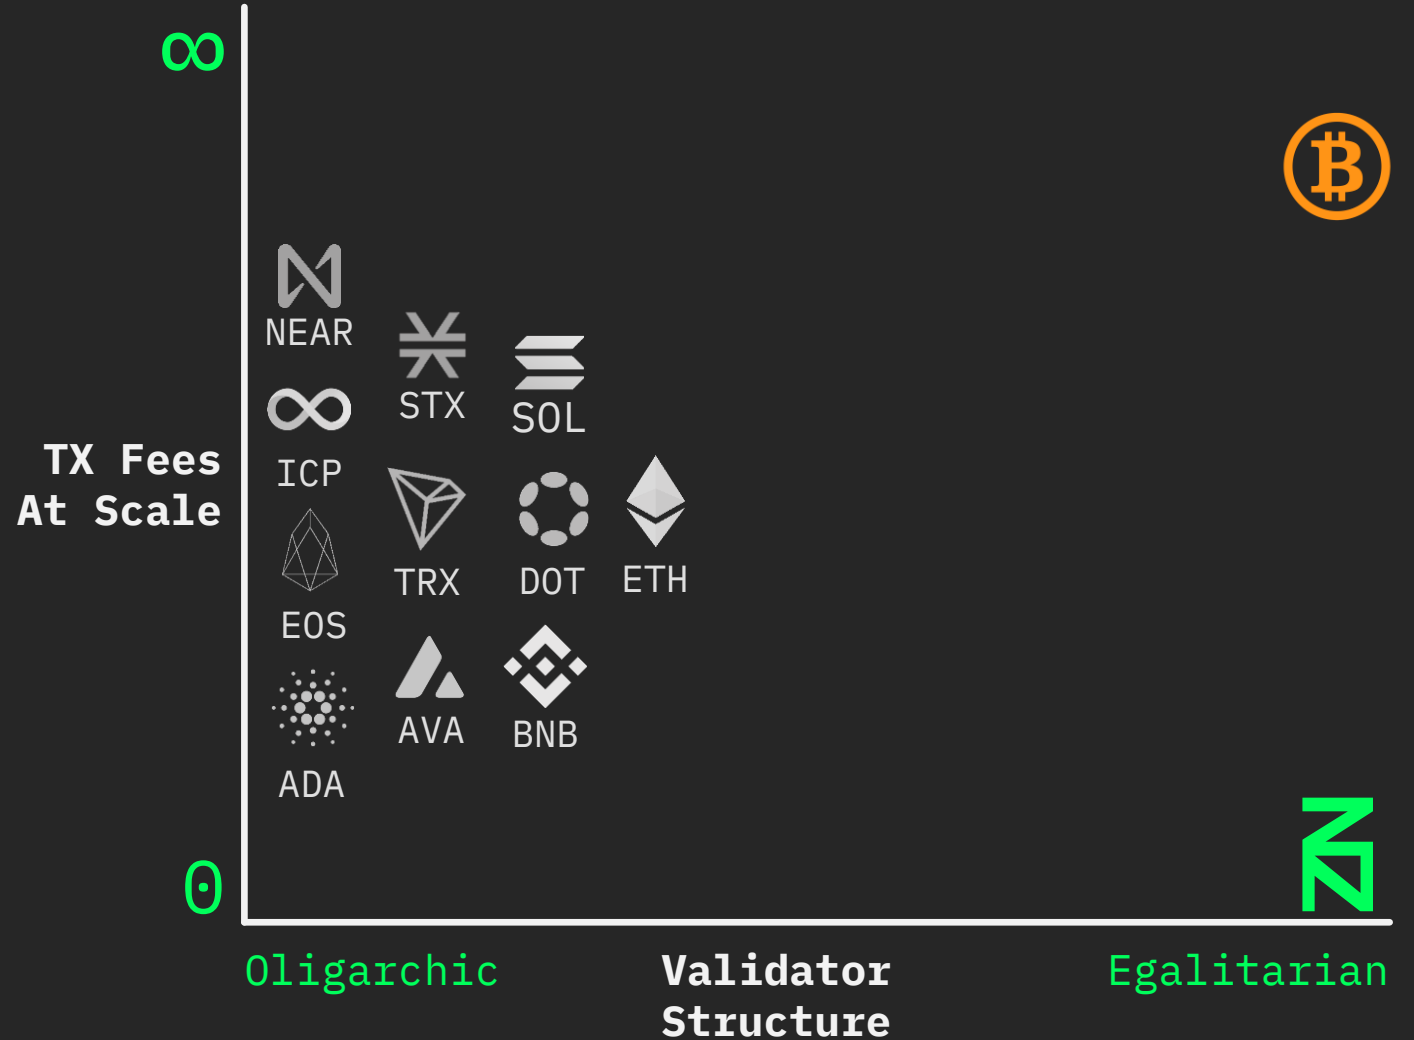 ∞
NEAR
STX
SOL
ICP
TX Fees
At Scale
TRX
DOT
ETH
EOS
AVA
BNB
ADA
0
Oligarchic
Validator
Structure
Egalitarian